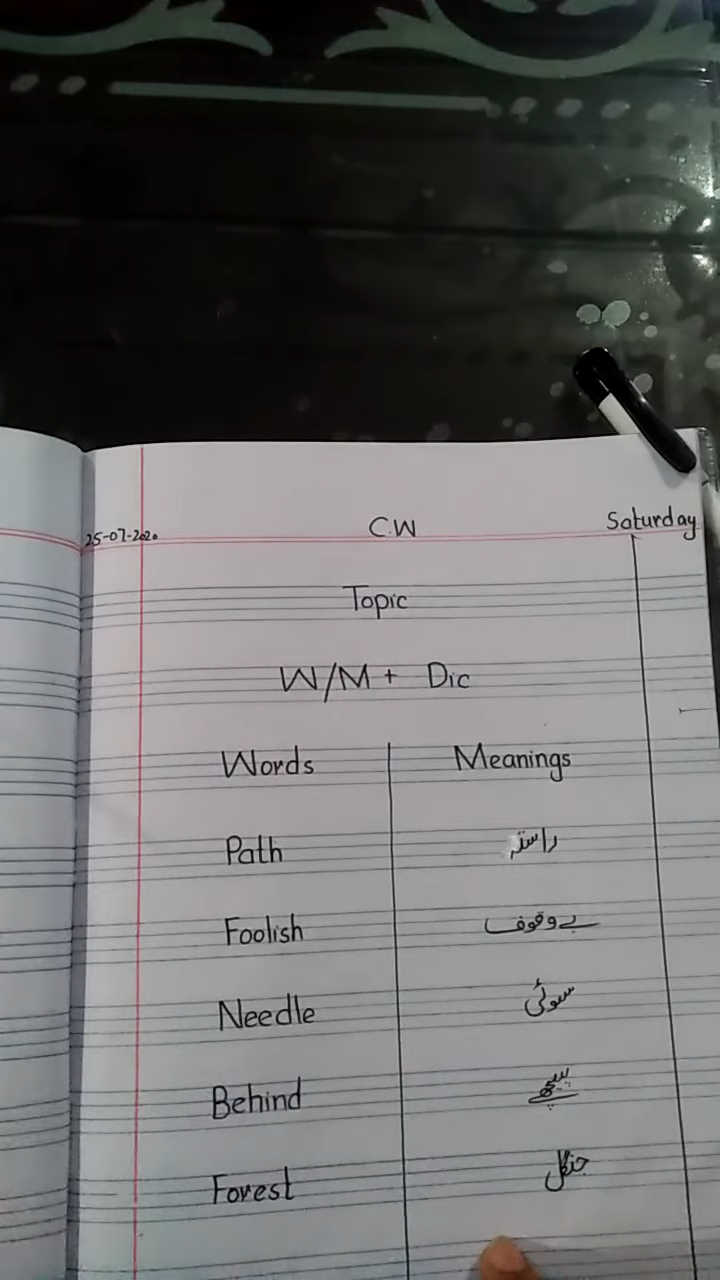 25-07-2020 C.W Saturday
Topic
W/M + Dic
Words Meanings
Path راستہ
Foolish بے وقوف
Needle سوئی
Behind پیچھے
Forest جنگل